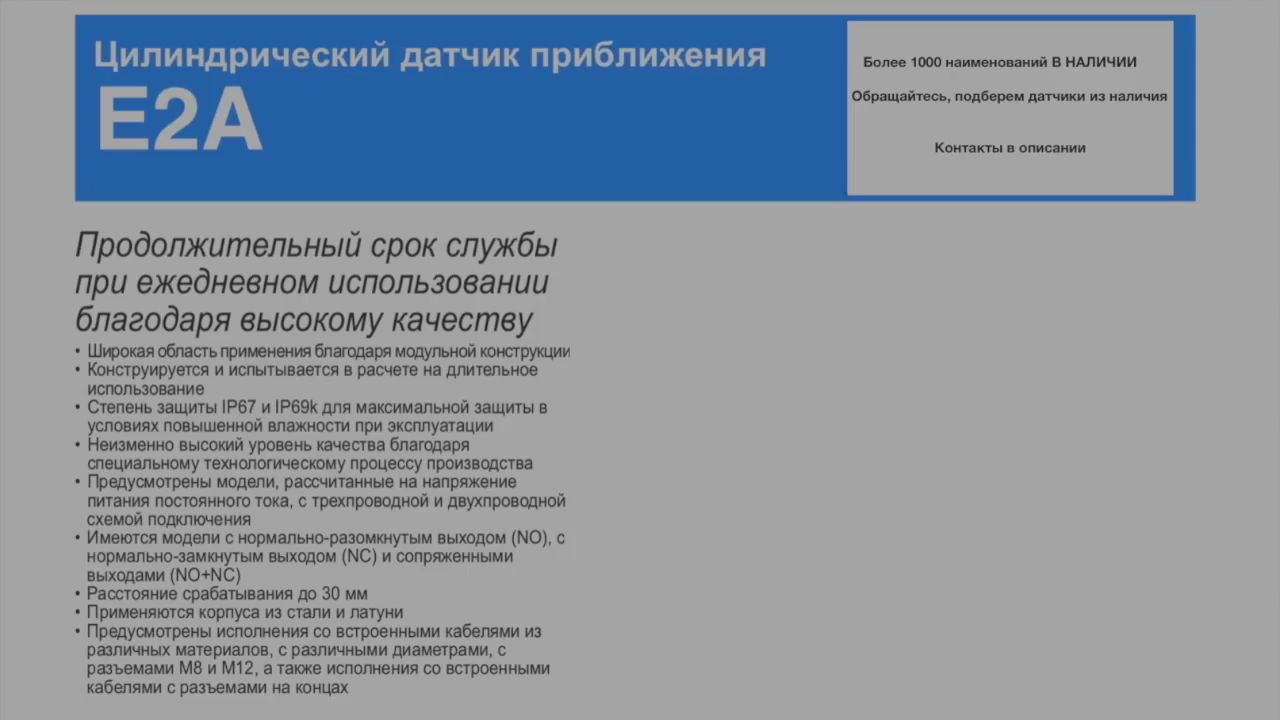 Цилиндрический датчик приближения
E2A
Более 1000 наименований В НАЛИЧИИ
Обращайтесь, подберем датчики из наличия
Контакты в описании
Продолжительный срок службы
при ежедневном использовании
благодаря высокому качеству
• Широкая область применения благодаря модульной конструкции
• Конструируется и испытывается в расчете на длительное
использование
• Степень защиты IP67 и IP69k для максимальной защиты в
условиях повышенной влажности при эксплуатации
• Неизменно высокий уровень качества благодаря
специальному технологическому процессу производства
• Предусмотрены модели, рассчитанные на напряжение
питания постоянного тока, с трехпроводной и двухпроводной
схемой подключения
• Имеются модели с нормально-разомкнутым выходом (NO), с
нормально-замкнутым выходом (NC) и сопряженными
выходами (NO+NC)
• Расстояние срабатывания до 30 мм
• Применяются корпуса из стали и латуни
• Предусмотрены исполнения со встроенными кабелями из
различных материалов, с различными диаметрами, с
разъемами M8 и M12, а также исполнения со встроенными
кабелями с разъемами на концах